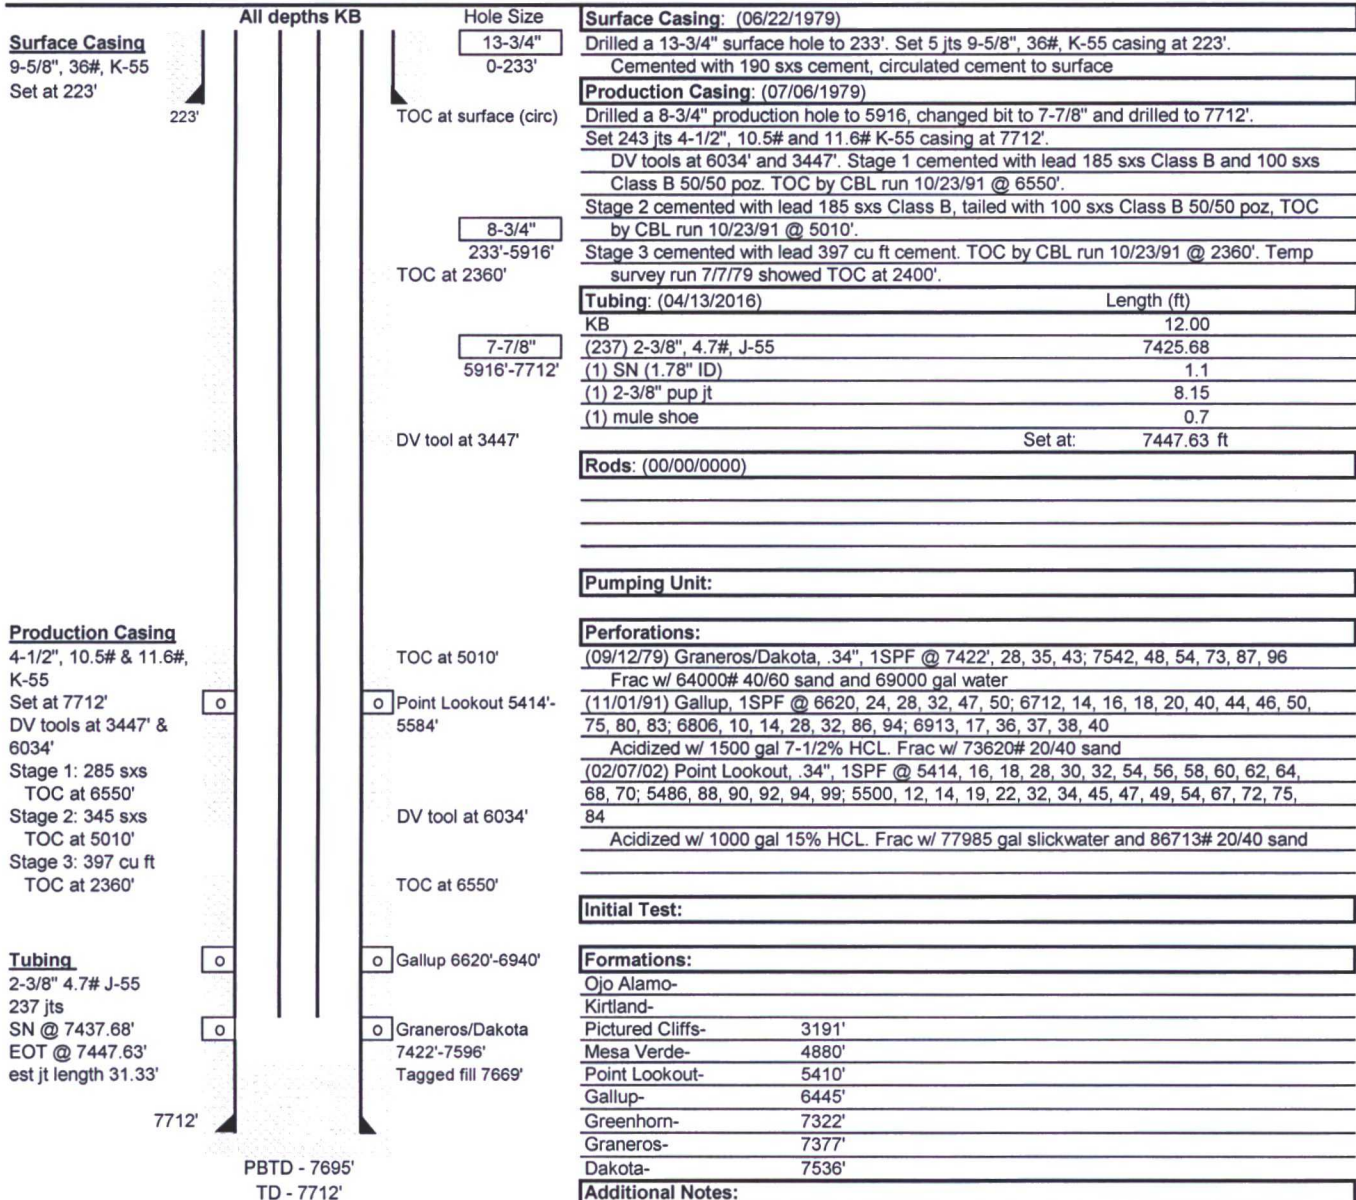 All depths KB
Hole Size
Surface Casing
9-5/8", 36#, K-55
Set at 223'
223'
13-3/4"
0-233'
TOC at surface (circ)
8-3/4"
233'-5916'
TOC at 2360'
7-7/8"
5916'-7712'
DV tool at 3447'
Production Casing
4-1/2", 10.5# & 11.6#,
K-55
Set at 7712'
DV tools at 3447' &
6034'
Stage 1: 285 sxs
TOC at 6550'
Stage 2: 345 sxs
TOC at 5010'
Stage 3: 397 cu ft
TOC at 2360'
TOC at 5010'
o
o
Point Lookout 5414'-
5584'
DV tool at 6034'
TOC at 6550'
Tubing
2-3/8" 4.7# J-55
237 jts
SN @ 7437.68'
EOT @ 7447.63'
est jt length 31.33'
o
o
Gallup 6620'-6940'
o
o
Graneros/Dakota
7422'-7596'
Tagged fill 7669'
7712'
PBTD - 7695'
TD - 7712'
Surface Casing: (06/22/1979)
Drilled a 13-3/4" surface hole to 233'. Set 5 jts 9-5/8", 36#, K-55 casing at 223'.
Cemented with 190 sxs cement, circulated cement to surface
Production Casing: (07/06/1979)
Drilled a 8-3/4" production hole to 5916, changed bit to 7-7/8" and drilled to 7712'.
Set 243 jts 4-1/2", 10.5# and 11.6# K-55 casing at 7712'.
DV tools at 6034' and 3447'. Stage 1 cemented with lead 185 sxs Class B and 100 sxs
Class B 50/50 poz. TOC by CBL run 10/23/91 @ 6550'.
Stage 2 cemented with lead 185 sxs Class B, tailed with 100 sxs Class B 50/50 poz, TOC
by CBL run 10/23/91 @ 5010'.
Stage 3 cemented with lead 397 cu ft cement. TOC by CBL run 10/23/91 @ 2360'. Temp
survey run 7/7/79 showed TOC at 2400'.
Tubing: (04/13/2016) Length (ft)
KB 12.00
(237) 2-3/8", 4.7#, J-55 7425.68
(1) SN (1.78" ID) 1.1
(1) 2-3/8" pup jt 8.15
(1) mule shoe 0.7
Set at: 7447.63 ft
Rods: (00/00/0000)
Pumping Unit:
Perforations:
(09/12/79) Graneros/Dakota, .34", 1SPF @ 7422', 28, 35, 43; 7542, 48, 54, 73, 87, 96
Frac w/ 64000# 40/60 sand and 69000 gal water
(11/01/91) Gallup, 1SPF @ 6620, 24, 28, 32, 47, 50; 6712, 14, 16, 18, 20, 40, 44, 46, 50,
75, 80, 83; 6806, 10, 14, 28, 32, 86, 94; 6913, 17, 36, 37, 38, 40
Acidized w/ 1500 gal 7-1/2% HCL. Frac w/ 73620# 20/40 sand
(02/07/02) Point Lookout, .34", 1SPF @ 5414, 16, 18, 28, 30, 32, 54, 56, 58, 60, 62, 64,
68, 70; 5486, 88, 90, 92, 94, 99; 5500, 12, 14, 19, 22, 32, 34, 45, 47, 49, 54, 67, 72, 75,
84
Acidized w/ 1000 gal 15% HCL. Frac w/ 77985 gal slickwater and 86713# 20/40 sand
Initial Test:
Formations:
Ojo Alamo-
Kirtland-
Pictured Cliffs- 3191'
Mesa Verde- 4880'
Point Lookout- 5410'
Gallup- 6445'
Greenhorn- 7322'
Graneros- 7377'
Dakota- 7536'
Additional Notes: